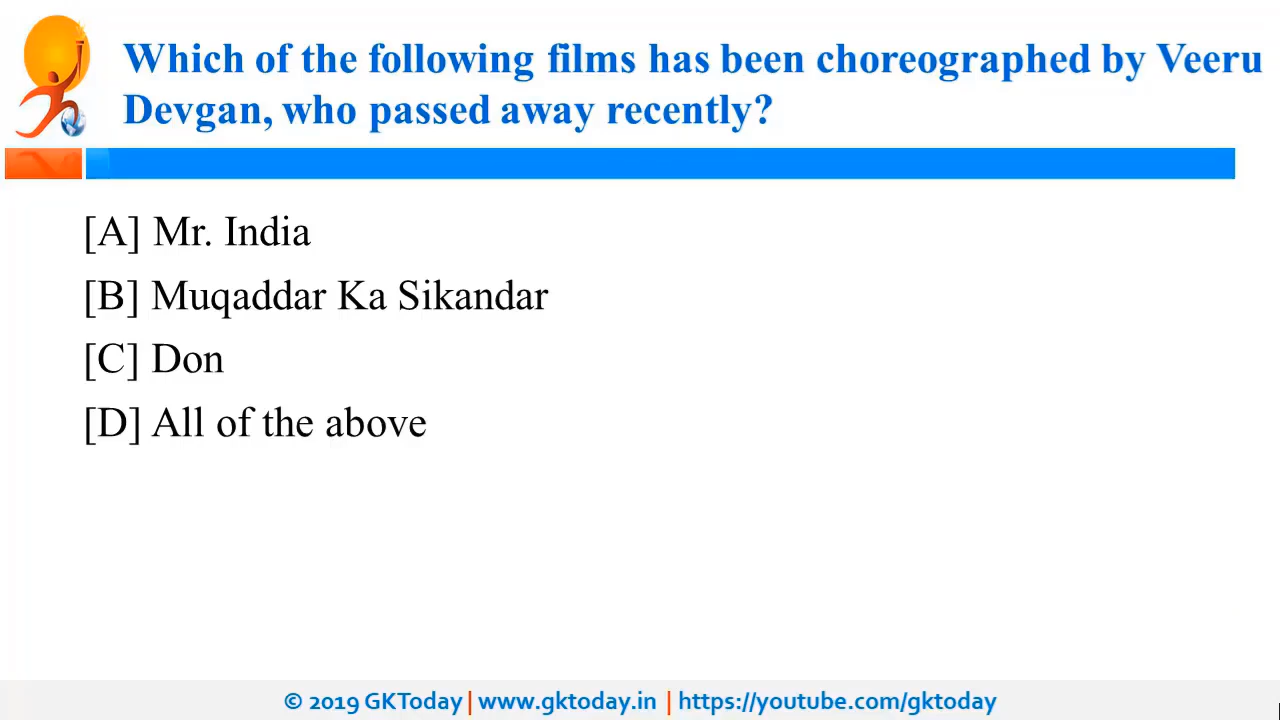 Which of the following films has been choreographed by Veeru
Devgan, who passed away recently?
[A] Mr. India
[B] Muqaddar Ka Sikandar
[C] Don
[D] All of the above
© 2019 GKToday | www.gktoday.in | https://youtube.com/gktoday